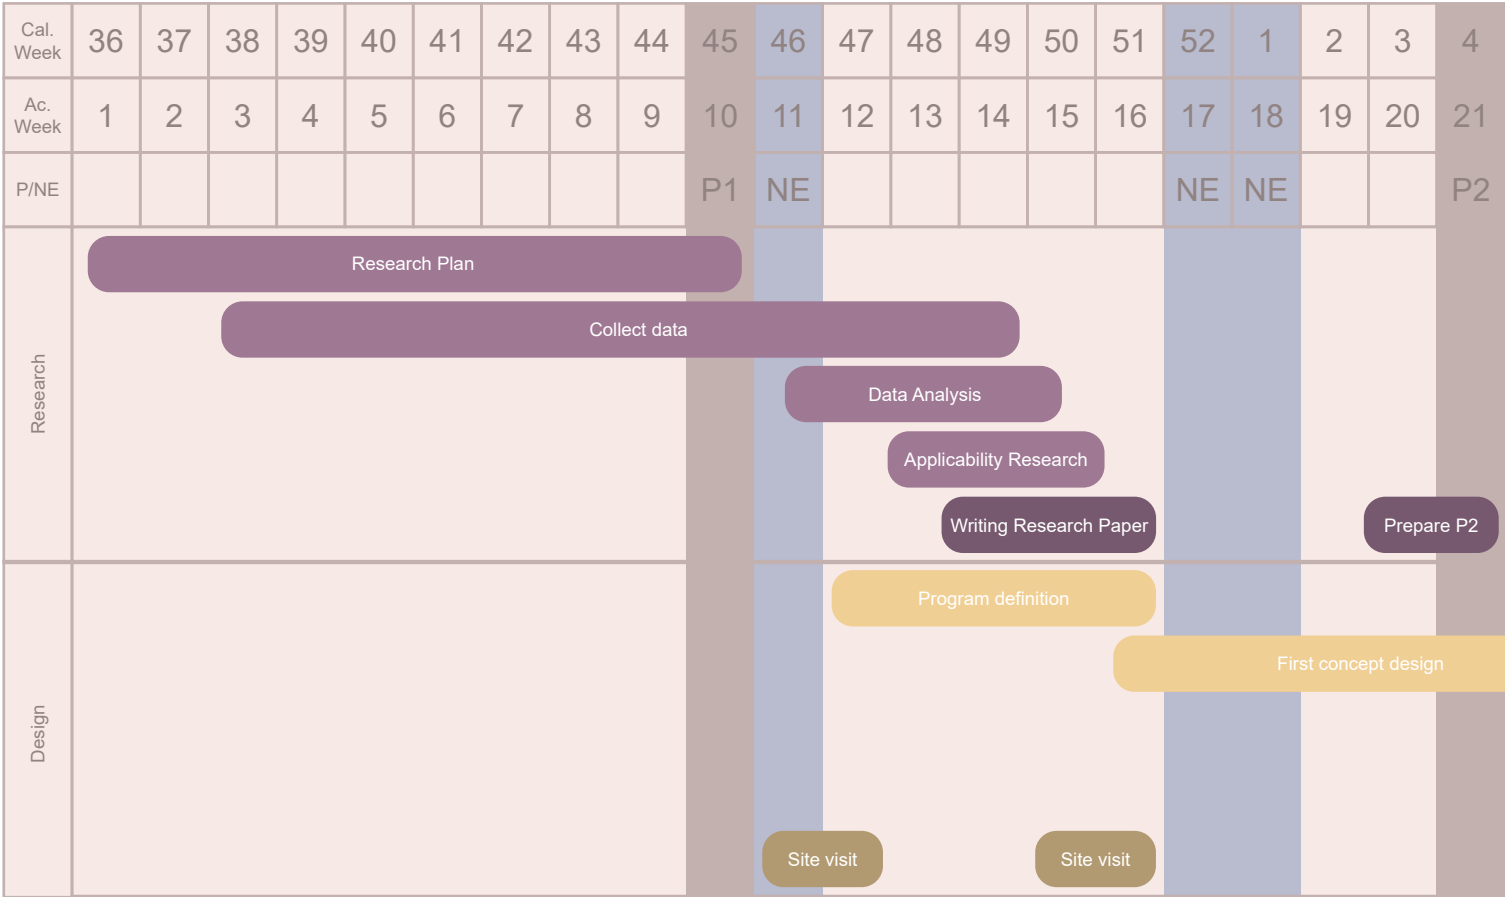 Cal.
Week
36 37 38 39 40 41 42 43 44 45 46 47 48 49 50 51 52 1 2 3 4
Ac.
Week
1 2 3 4 5 6 7 8 9 10 11 12 13 14 15 16 17 18 19 20 21
P/NE
P1 NE NE NE P2
Research
Research Plan
Collect data
Data Analysis
Applicability Research
Writing Research Paper
Prepare P2
Design
Program definition
First concept design
Site visit
Site visit